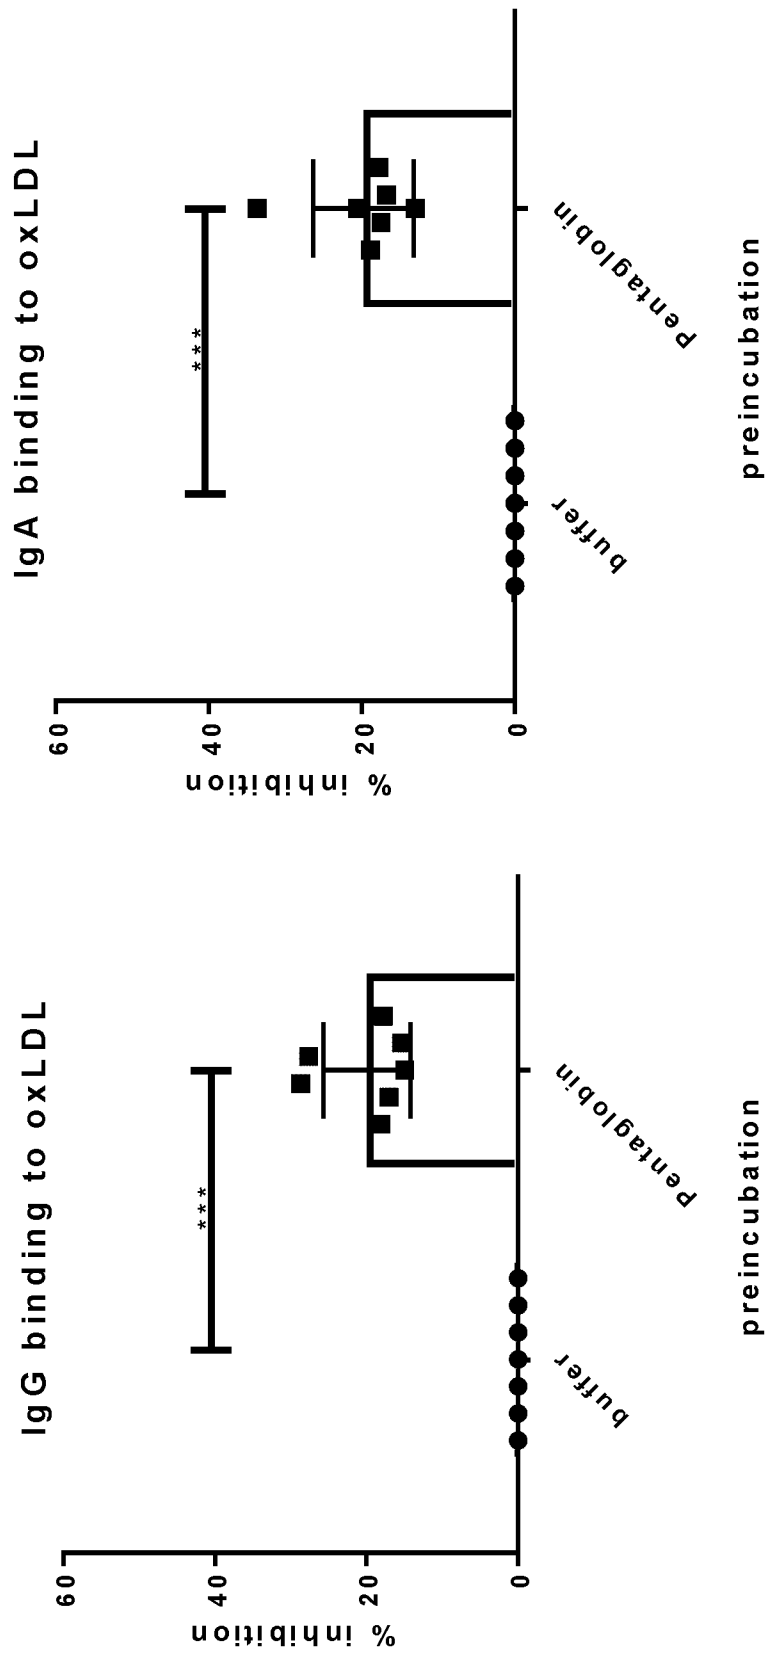 IgG binding to oxLDL
% inhibition
60
40
20
0
***
buffer
Pentaglobin
preincubation
IgA binding to oxLDL
% inhibition
60
40
20
0
***
buffer
Pentaglobin
preincubation